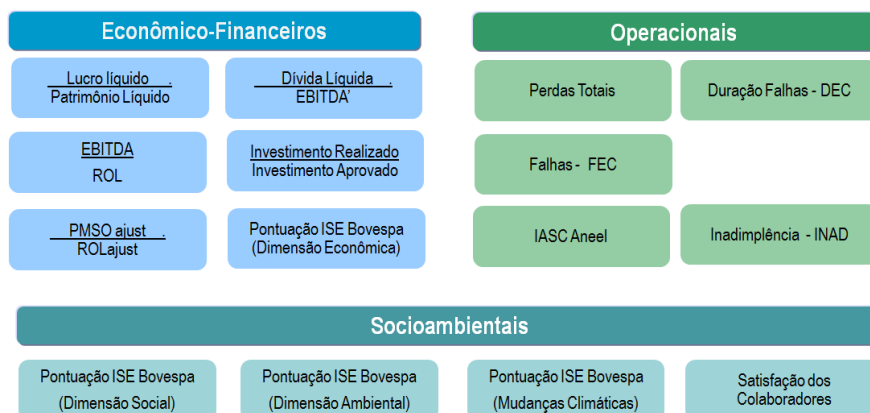 Econômico-Financeiros
Lucro líquido .
Patrimônio Líquido
Dívida Líquida .
EBITDA’
EBITDA
ROL
Investimento Realizado
Investimento Aprovado
PMSO ajust .
ROLajust
Pontuação ISE Bovespa
(Dimensão Econômica)
Operacionais
Perdas Totais
Duração Falhas - DEC
Falhas - FEC
IASC Aneel
Inadimplência - INAD
Socioambientais
Pontuação ISE Bovespa
(Dimensão Social)
Pontuação ISE Bovespa
(Dimensão Ambiental)
Pontuação ISE Bovespa
(Mudanças Climáticas)
Satisfação dos
Colaboradores